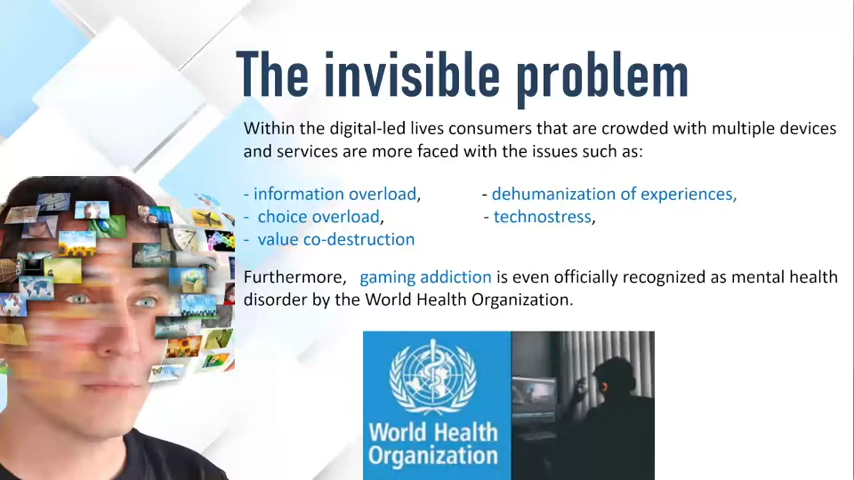 The invisible problem
Within the digital-led lives consumers that are crowded with multiple devices
and services are more faced with the issues such as:
- information overload, - dehumanization of experiences,
- choice overload, - technostress,
- value co-destruction
Furthermore, gaming addiction is even officially recognized as mental health
disorder by the World Health Organization.
World Health
Organization